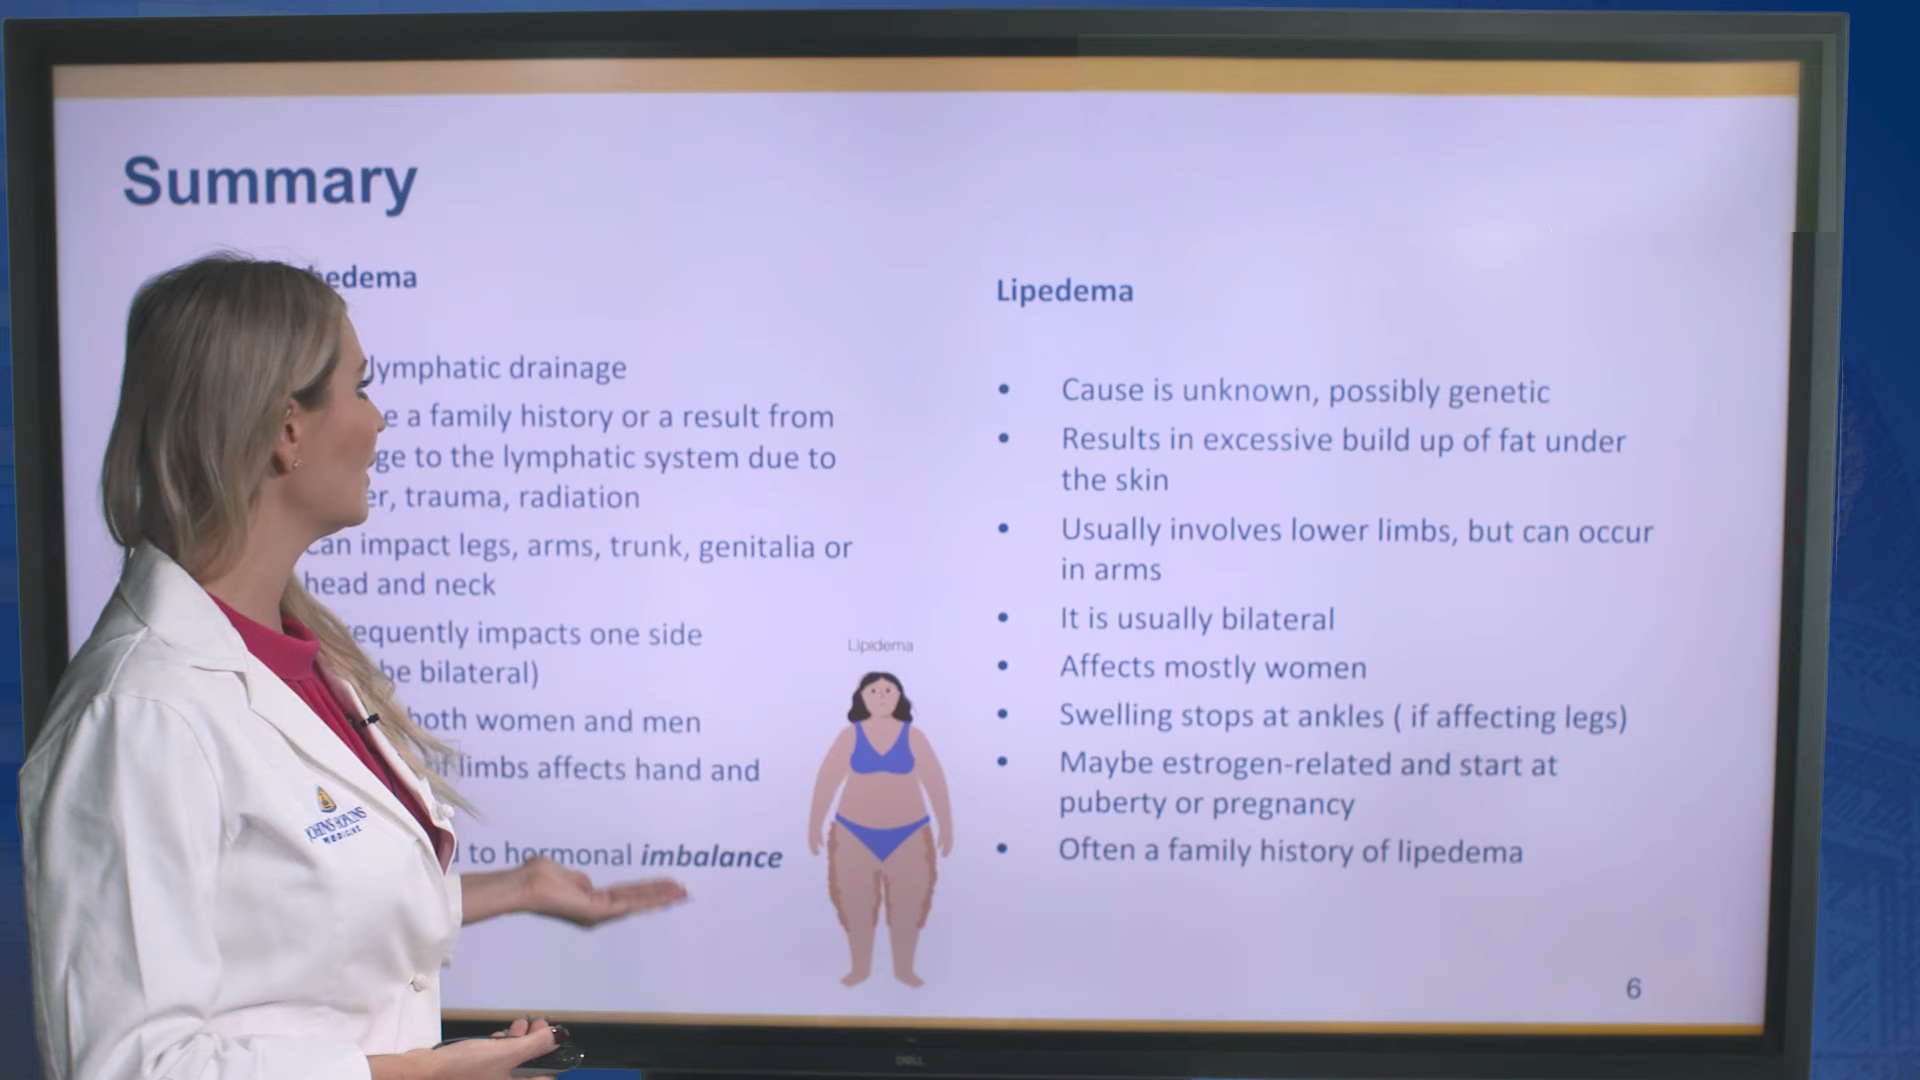 Summary
lymphatic drainage
a family history or a result from
to the lymphatic system due to
trauma, radiation
can impact legs, arms, trunk, genitalia or
head and neck
impacts one side
be bilateral)
both women and men
limbs affects hand and
to hormonal imbalance
Lipidema
Lipedema
• Cause is unknown, possibly genetic
• Results in excessive build up of fat under
the skin
• Usually involves lower limbs, but can occur
in arms
• It is usually bilateral
• Affects mostly women
• Swelling stops at ankles ( if affecting legs)
• Maybe estrogen-related and start at
puberty or pregnancy
• Often a family history of lipedema
6
JOHNS HOPKINS
MEDICINE
DELL